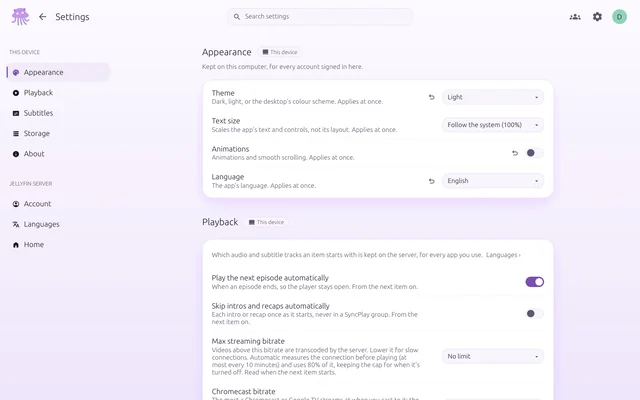 Settings
Search settings
D
THIS DEVICE
Appearance
Playback
Subtitles
Storage
About
JELLYFIN SERVER
Account
Languages
Home
Appearance This device
Kept on this computer, for every account signed in here.
Theme
Dark, light, or the desktop's colour scheme. Applies at once.
Light
Text size
Scales the app's text and controls, not its layout. Applies at once.
Follow the system (100%)
Animations
Animations and smooth scrolling. Applies at once.
Language
The app's language. Applies at once.
English
Playback This device
Which audio and subtitle tracks an item starts with is kept on the server, for every app you use. Languages ›
Play the next episode automatically
When an episode ends, so the player stays open. From the next item on.
Skip intros and recaps automatically
Each intro or recap once as it starts, never in a SyncPlay group. From the
next item on.
Max streaming bitrate
Videos above this bitrate are transcoded by the server. Lower it for slow
connections. Automatic measures the connection before playing (at
most every 10 minutes) and uses 80% of it, keeping the cap for when it's
turned off. Read when the next item starts.
No limit
Chromecast bitrate